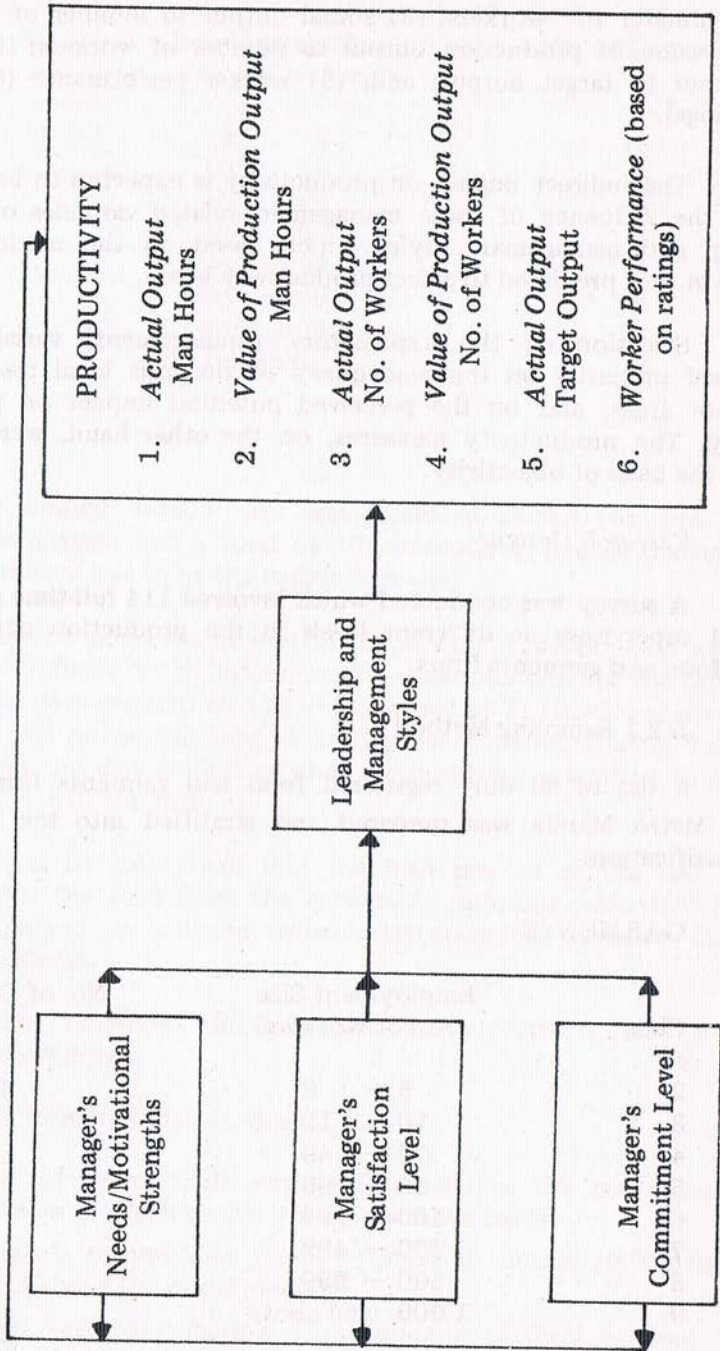 Manager's
Needs/Motivational
Strengths
Manager's
Satisfaction
Level
Manager's
Commitment Level
Leadership and
Management
Styles
PRODUCTIVITY
1. Actual Output
Man Hours
2. Value of Production Output
Man Hours
3. Actual Output
No. of Workers
4. Value of Production Output
No. of Workers
5. Actual Output
Target Output
6. Worker Performance (based
on ratings)